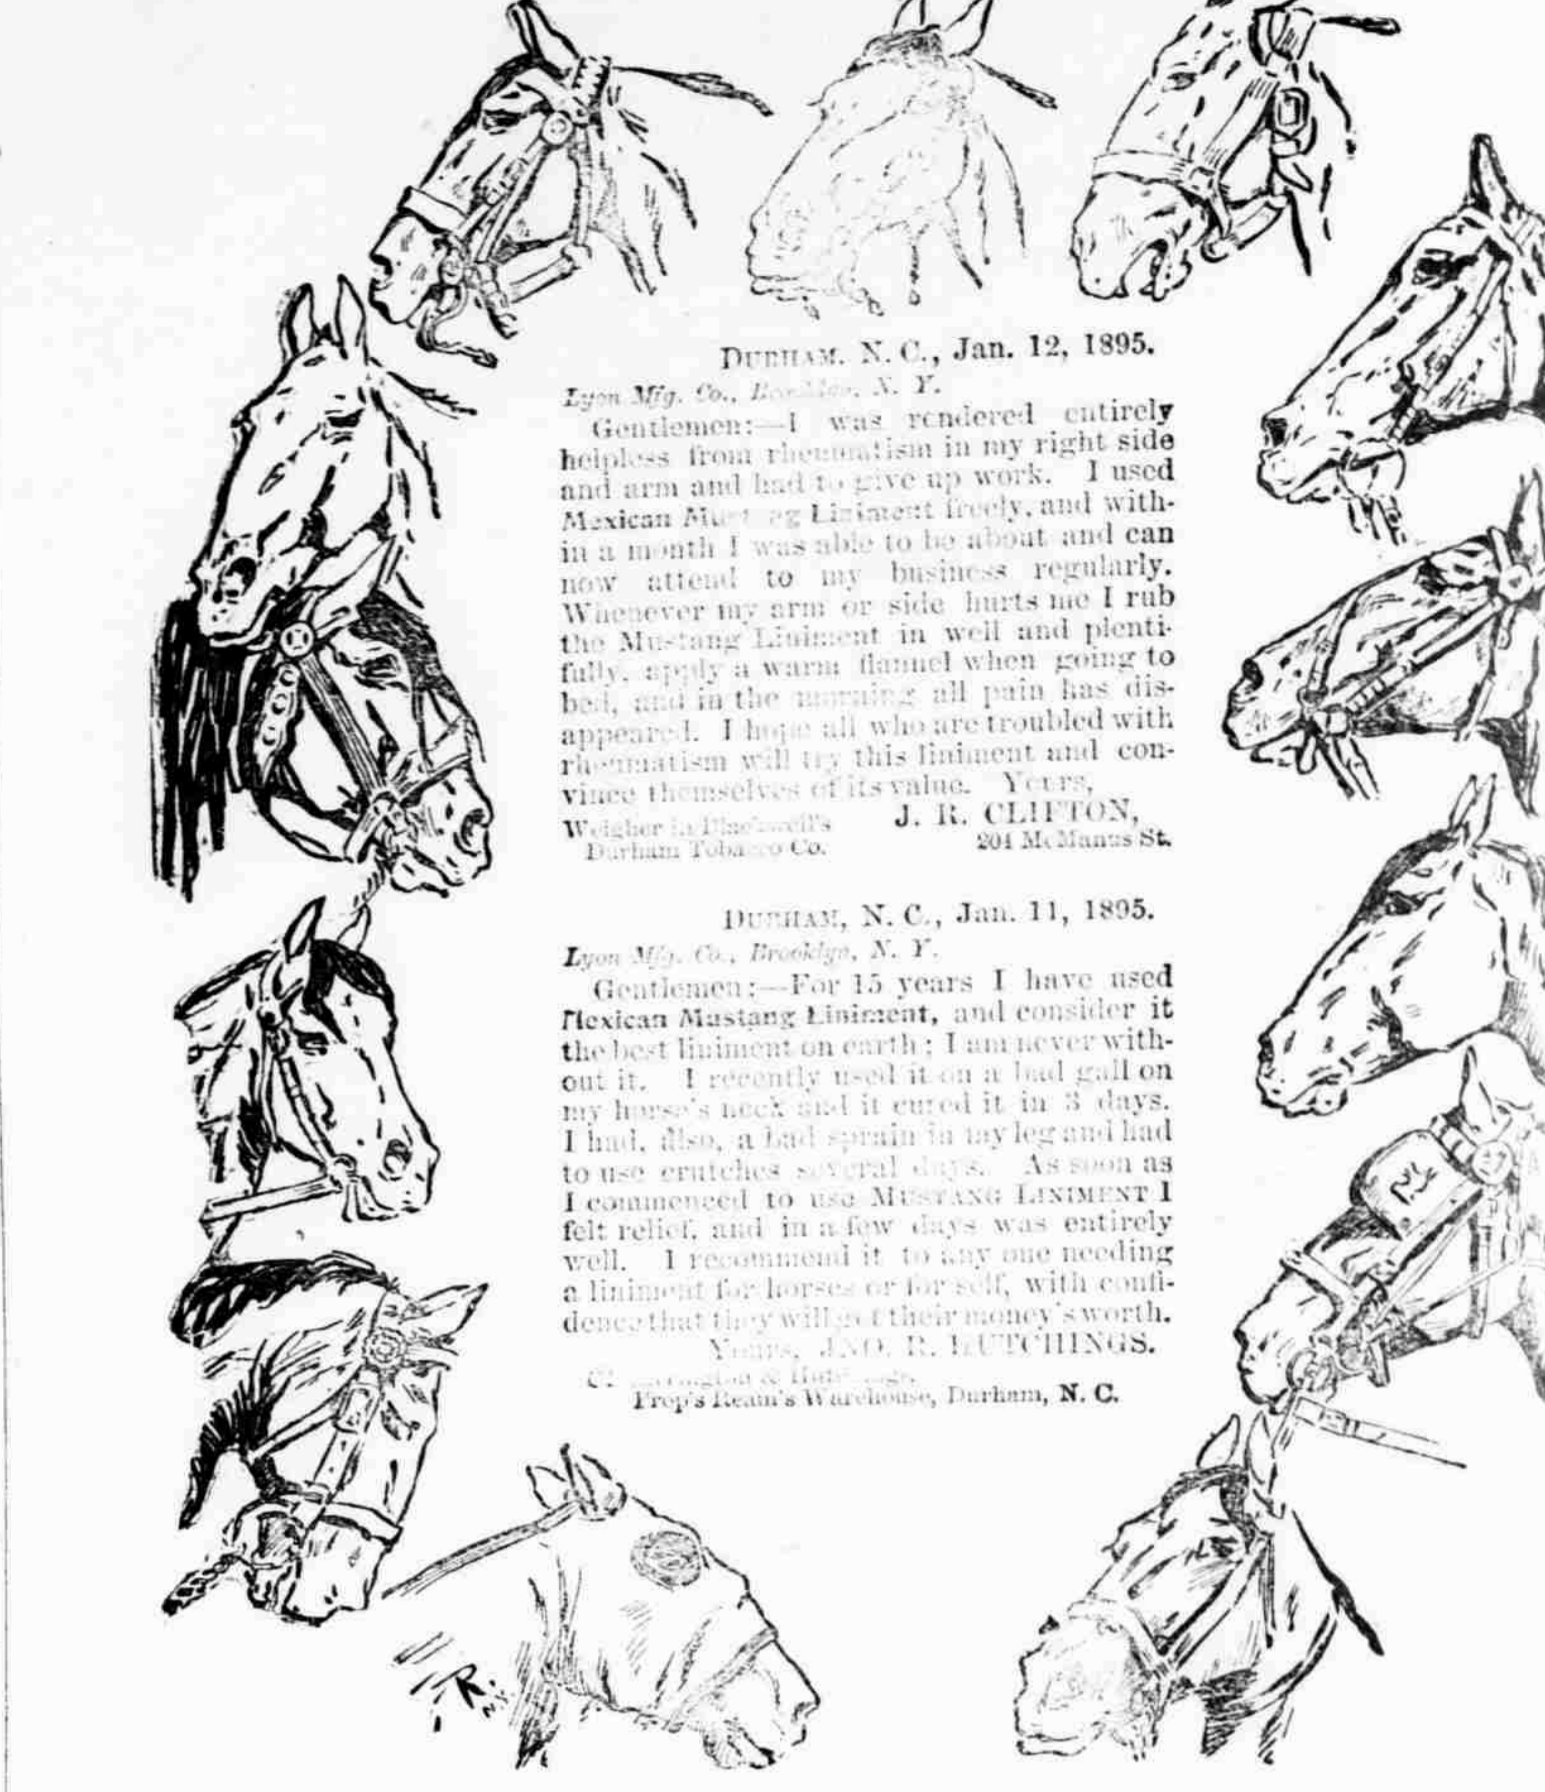 DURHAM, N. C., Jan. 12, 1895.
Lyon Mfg. Co., Brooklyn, N. Y.
Gentlemen:—I was rendered entirely
helpless from rheumatism in my right side
and arm and had to give up work. I used
Mexican Mustang Liniment freely, and with-
in a month I was able to be about and can
now attend to my business regularly.
Whenever my arm or side hurts me I rub
the Mustang Liniment in well and plenti-
fully, apply a warm flannel when going to
bed, and in the morning all pain has dis-
appeared. I hope all who are troubled with
rheumatism will try this liniment and con-
vince themselves of its value. Yours,
J. R. CLIFTON,
Weigher in Blackwell's
Durham Tobacco Co.
204 McManus St.
DURHAM, N. C., Jan. 11, 1895.
Lyon Mfg. Co., Brooklyn, N. Y.
Gentlemen:—For 15 years I have used
Mexican Mustang Liniment, and consider it
the best liniment on earth; I am never with-
out it. I recently used it on a bad gall on
my horse's neck and it cured it in 3 days.
I had, also, a bad sprain in my leg and had
to use crutches several days. As soon as
I commenced to use MUSTANG LINIMENT I
felt relief, and in a few days was entirely
well. I recommend it to any one needing
a liniment for horses or for self, with confi-
dence that they will get their money's worth.
Yours, JNO. R. HUTCHINGS.
&
Prop's Ream's Warehouse, Durham, N. C.